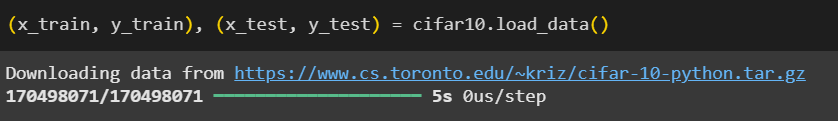 (x_train, y_train), (x_test, y_test) = cifar10.load_data()
Downloading data from https://www.cs.toronto.edu/~kriz/cifar-10-python.tar.gz
170498071/170498071 ━━━━━━━━━━━━━━━━━━━━ 5s 0us/step